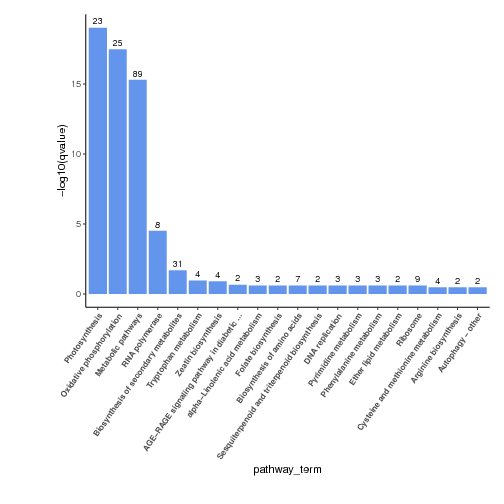 23
25
89
8
31
4
4
2
3
2
7
2
3
3
3
2
9
4
2
2
15
10
5
0
−log10(qvalue)
Photosynthesis
Oxidative phosphorylation
Metabolic pathways
RNA polymerase
Biosynthesis of secondary metabolites
Tryptophan metabolism
Zeatin biosynthesis
AGE−RAGE signaling pathway in diabetic ...
alpha−Linolenic acid metabolism
Folate biosynthesis
Biosynthesis of amino acids
Sesquiterpenoid and triterpenoid biosynthesis
DNA replication
Pyrimidine metabolism
Phenylalanine metabolism
Ether lipid metabolism
Ribosome
Cysteine and methionine metabolism
Arginine biosynthesis
Autophagy − other
pathway_term